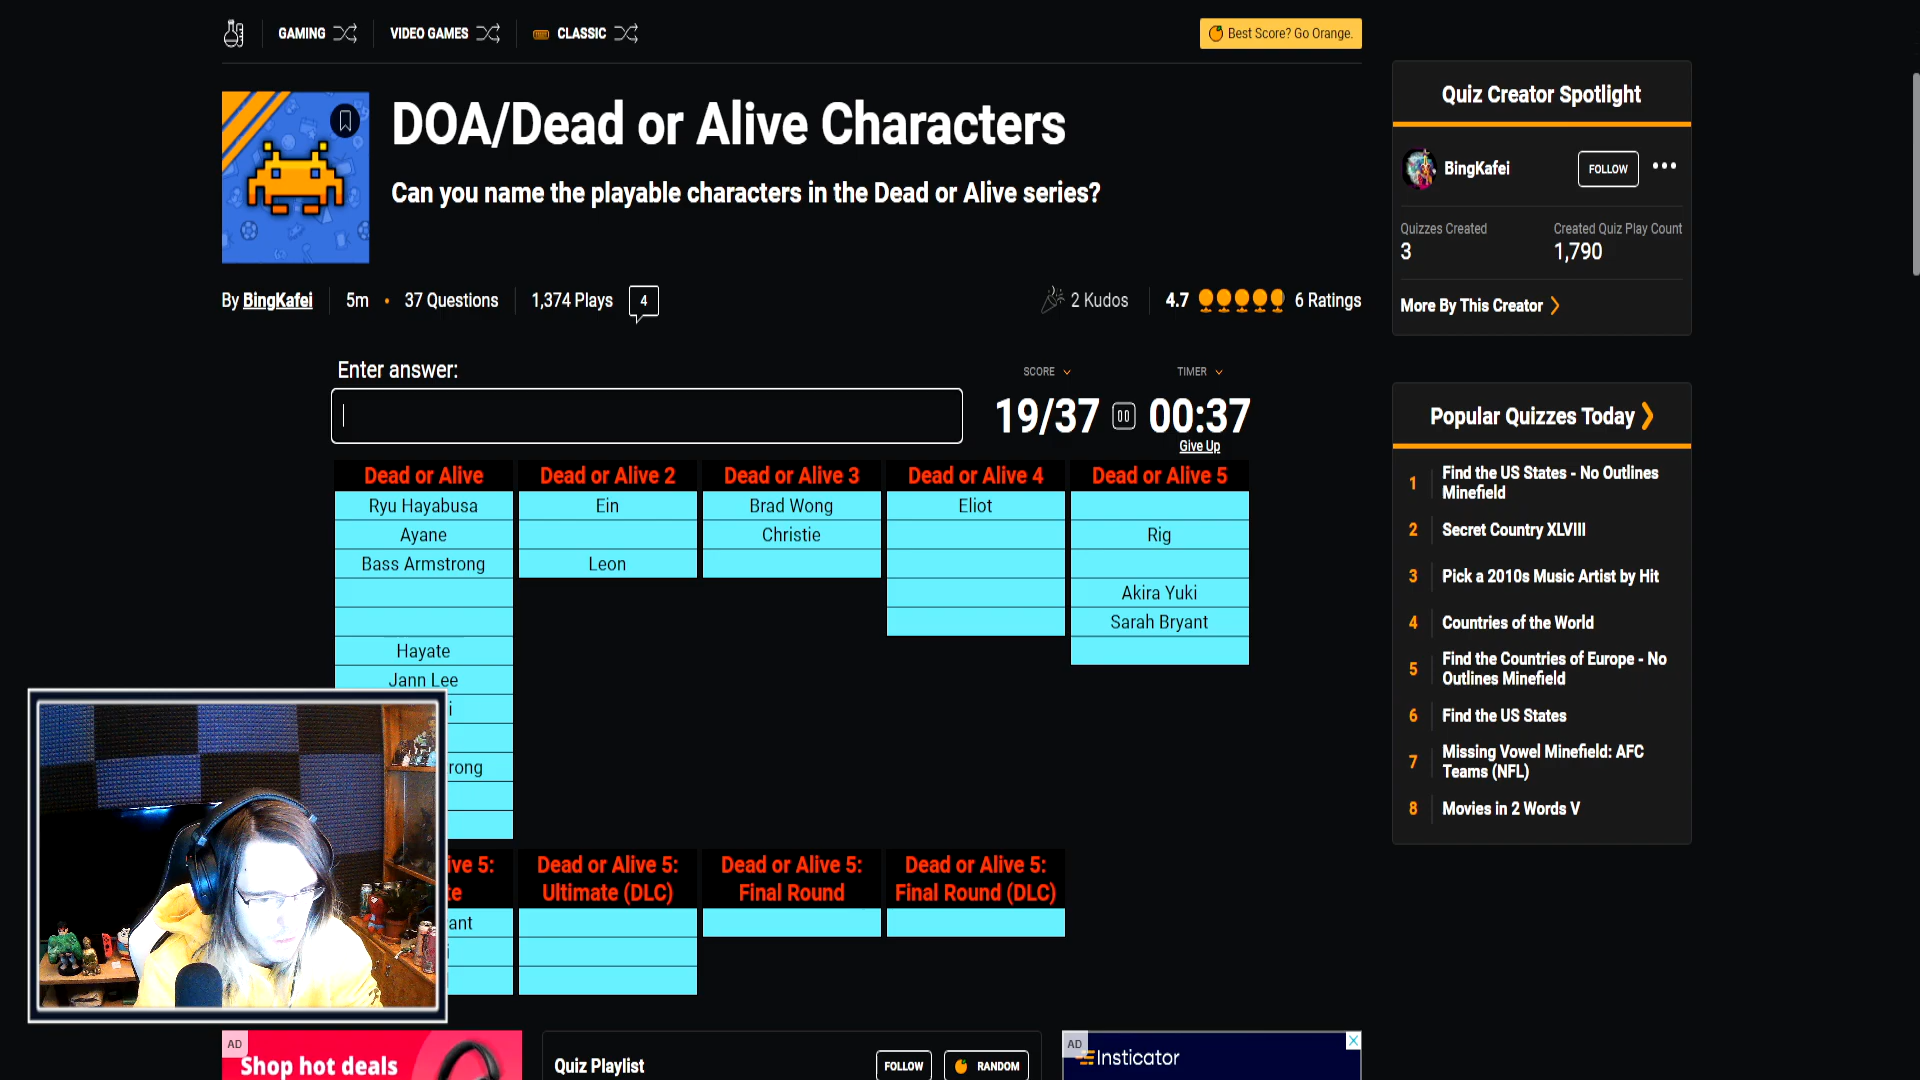 GAMING
VIDEO GAMES
CLASSIC
Best Score? Go Orange.
DOA/Dead or Alive Characters
Can you name the playable characters in the Dead or Alive series?
By BingKafei
5m • 37 Questions
1,374 Plays
4
2 Kudos
4.7
6 Ratings
Enter answer:
SCORE
TIMER
19/37
00:37
Give Up
Dead or Alive
Dead or Alive 2
Dead or Alive 3
Dead or Alive 4
Dead or Alive 5
Ryu Hayabusa
Ein
Brad Wong
Eliot
Ayane
Christie
Rig
Bass Armstrong
Leon
Akira Yuki
Sarah Bryant
Hayate
Jann Lee
i
rong
ive 5:
te
Dead or Alive 5:
Ultimate (DLC)
Dead or Alive 5:
Final Round
Dead or Alive 5:
Final Round (DLC)
ant
Quiz Creator Spotlight
BingKafei
FOLLOW
Quizzes Created
3
Created Quiz Play Count
1,790
More By This Creator
Popular Quizzes Today
1 Find the US States - No Outlines
Minefield
2 Secret Country XLVIII
3 Pick a 2010s Music Artist by Hit
4 Countries of the World
5 Find the Countries of Europe - No
Outlines Minefield
6 Find the US States
7 Missing Vowel Minefield: AFC
Teams (NFL)
8 Movies in 2 Words V
AD
Shop hot deals
Quiz Playlist
FOLLOW
RANDOM
AD
Insticator